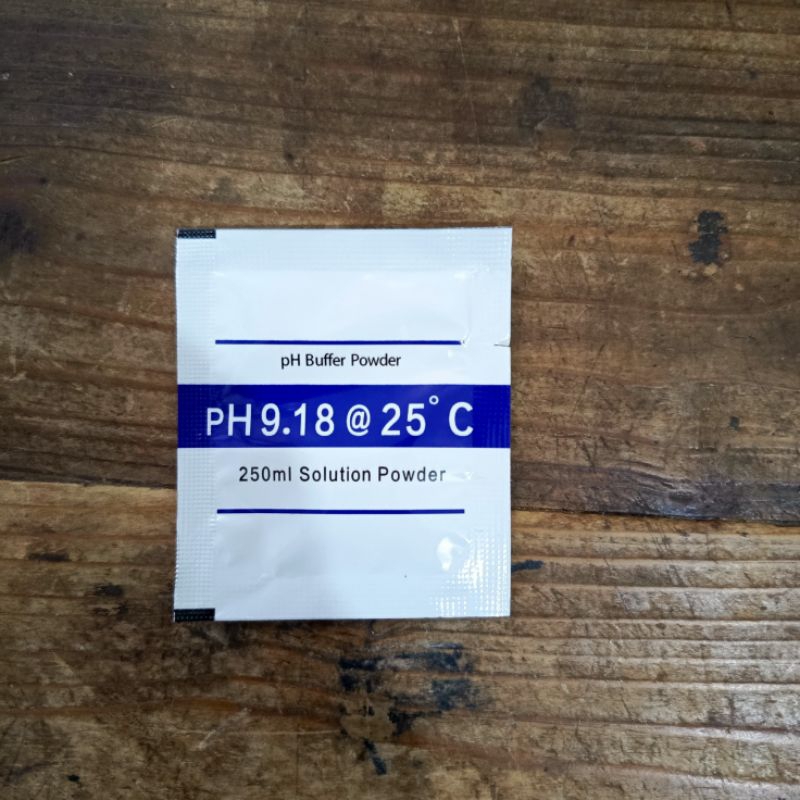 pH Buffer Powder
PH 9.18 @ 25°C
250ml Solution Powder